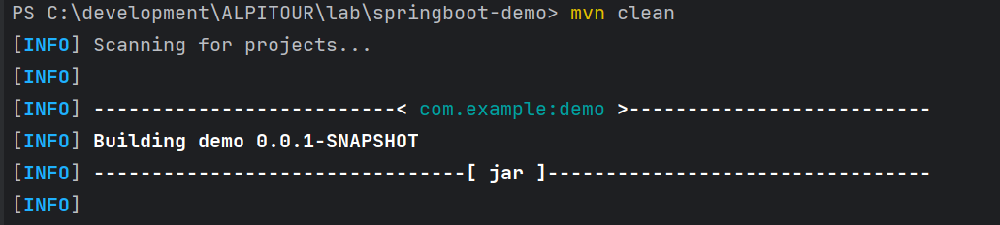 PS C:\development\ALPITOUR\lab\springboot-demo> mvn clean
[INFO] Scanning for projects...
[INFO]
[INFO] --------------------------< com.example:demo >--------------------------
[INFO] Building demo 0.0.1-SNAPSHOT
[INFO] --------------------------------[ jar ]---------------------------------
[INFO]